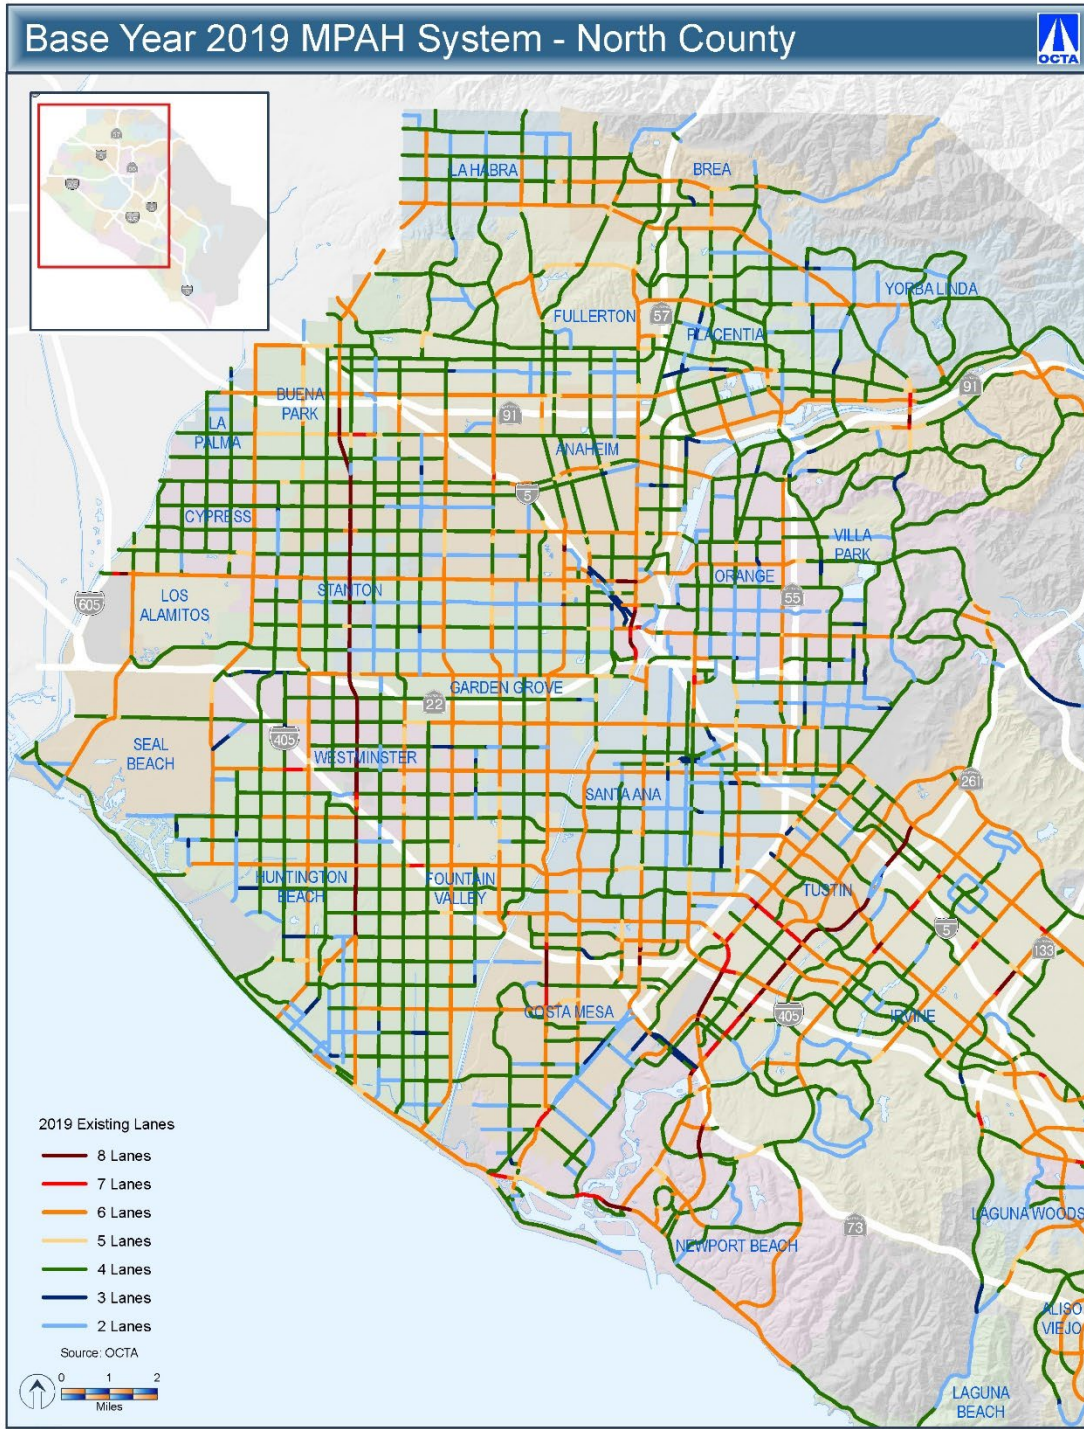 Base Year 2019 MPAH System - North County
OCTA
LA HABRA
BREA
YORBA LINDA
FULLERTON
57
PLACENTIA
BUENA
PARK
91
91
LA
PALMA
ANAHEIM
5
CYPRESS
VILLA
PARK
ORANGE
STANTON
605
LOS
ALAMITOS
55
GARDEN GROVE
22
405
SEAL
BEACH
WESTMINSTER
261
SANTA ANA
HUNTINGTON
BEACH
FOUNTAIN
VALLEY
TUSTIN
5
133
COSTA MESA
405
IRVINE
LAGUNA WOODS
73
NEWPORT BEACH
ALISO
VIEJO
LAGUNA
BEACH
2019 Existing Lanes
8 Lanes
7 Lanes
6 Lanes
5 Lanes
4 Lanes
3 Lanes
2 Lanes
Source: OCTA
0 1 2
Miles